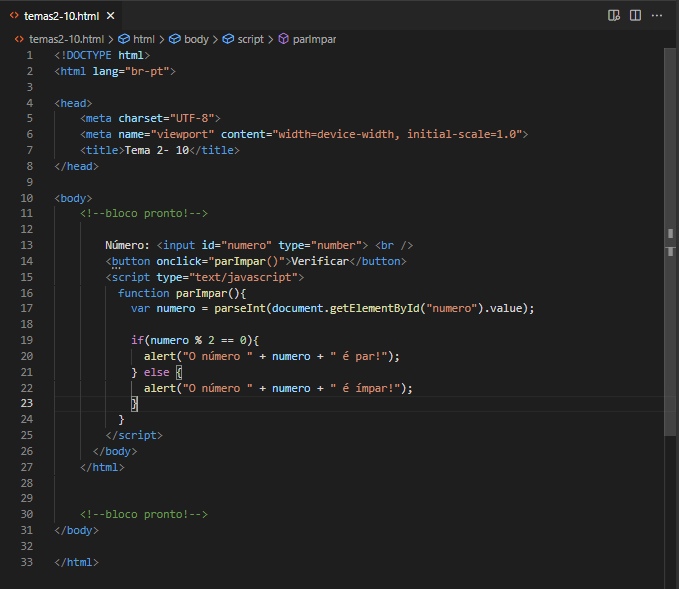 temas2-10.html
temas2-10.html > html > body > script > parImpar
1 <!DOCTYPE html>
2 <html lang="br-pt">
3
4 <head>
5 <meta charset="UTF-8">
6 <meta name="viewport" content="width=device-width, initial-scale=1.0">
7 <title>Tema 2- 10</title>
8 </head>
9
10 <body>
11 <!--bloco pronto!-->
12
13 Número: <input id="numero" type="number"> <br />
14 <button onclick="parImpar()">Verificar</button>
15 <script type="text/javascript">
16 function parImpar(){
17 var numero = parseInt(document.getElementById("numero").value);
18
19 if(numero % 2 == 0){
20 alert("O número " + numero + " é par!");
21 } else {
22 alert("O número " + numero + " é ímpar!");
23 }
24 }
25 </script>
26 </body>
27 </html>
28
29
30 <!--bloco pronto!-->
31 </body>
32
33 </html>